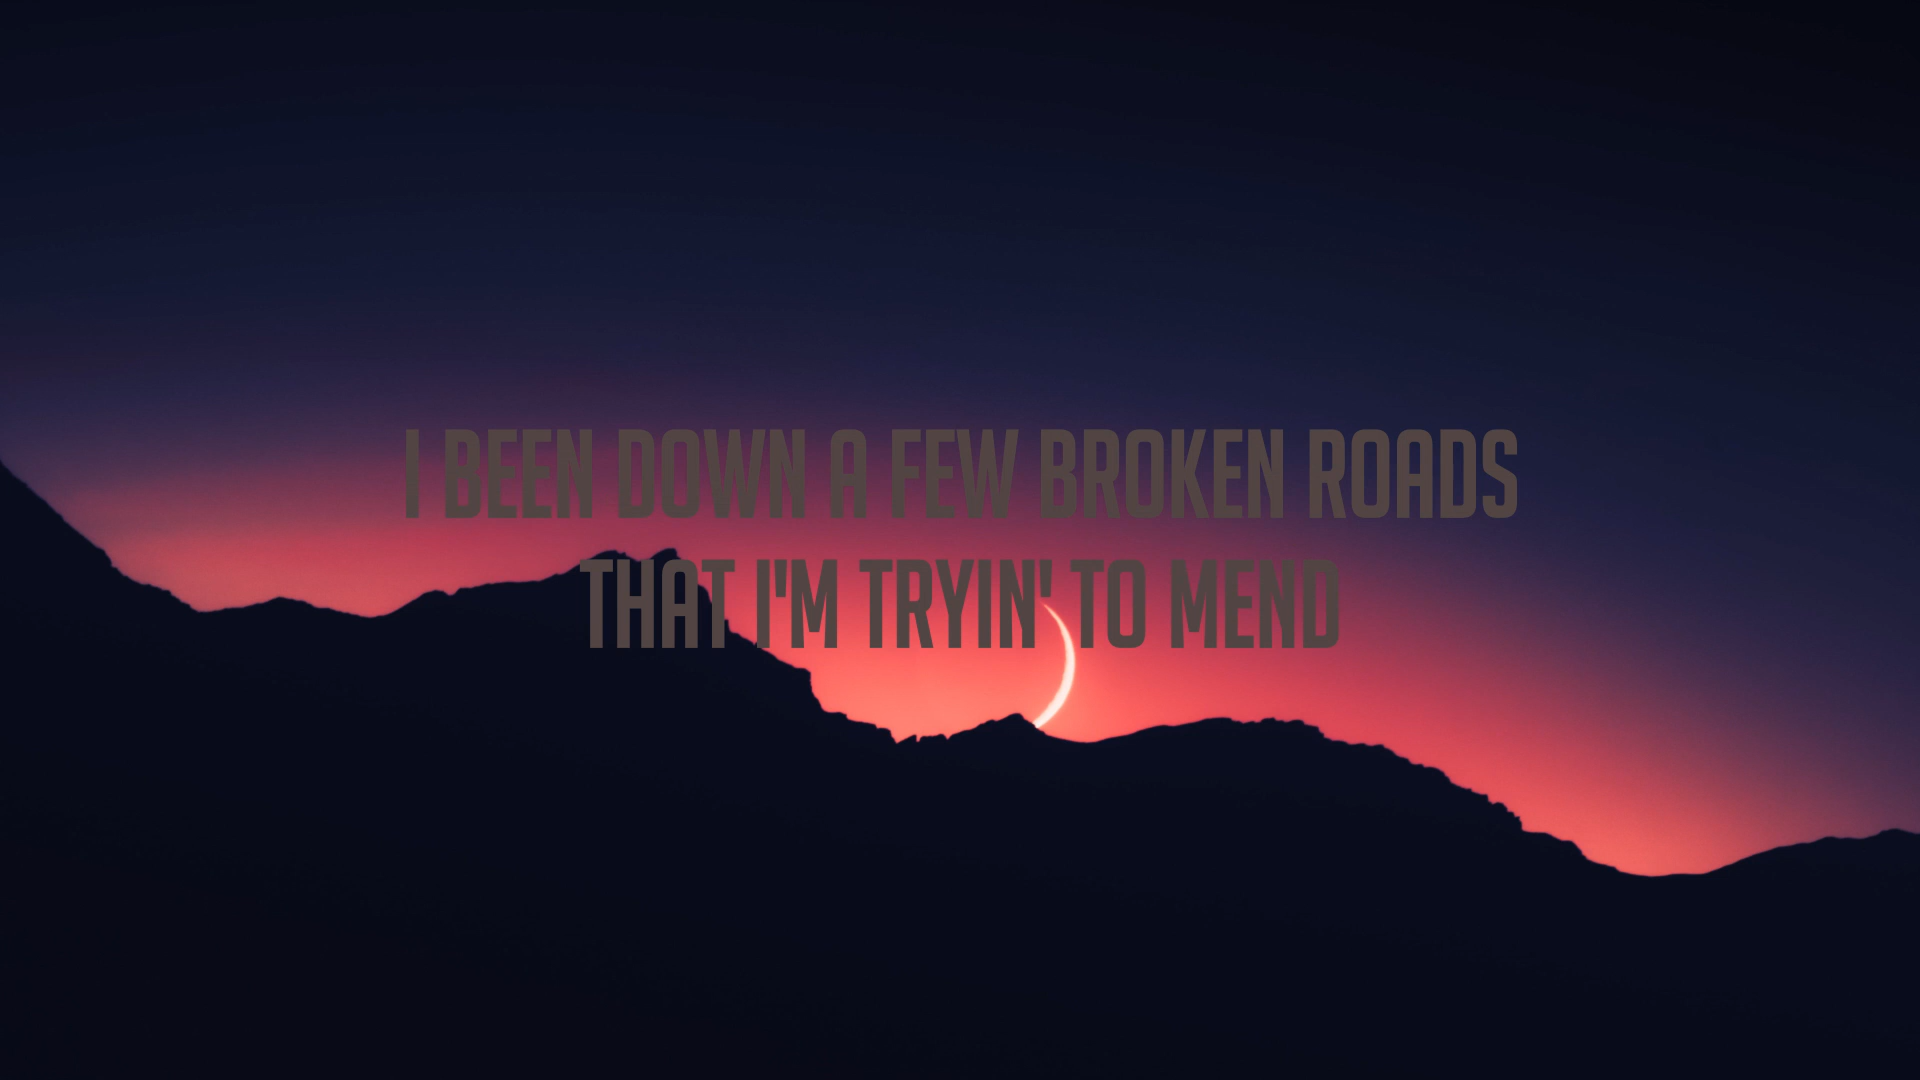 I BEEN DOWN A FEW BROKEN ROADS
THAT I'M TRYIN' TO MEND